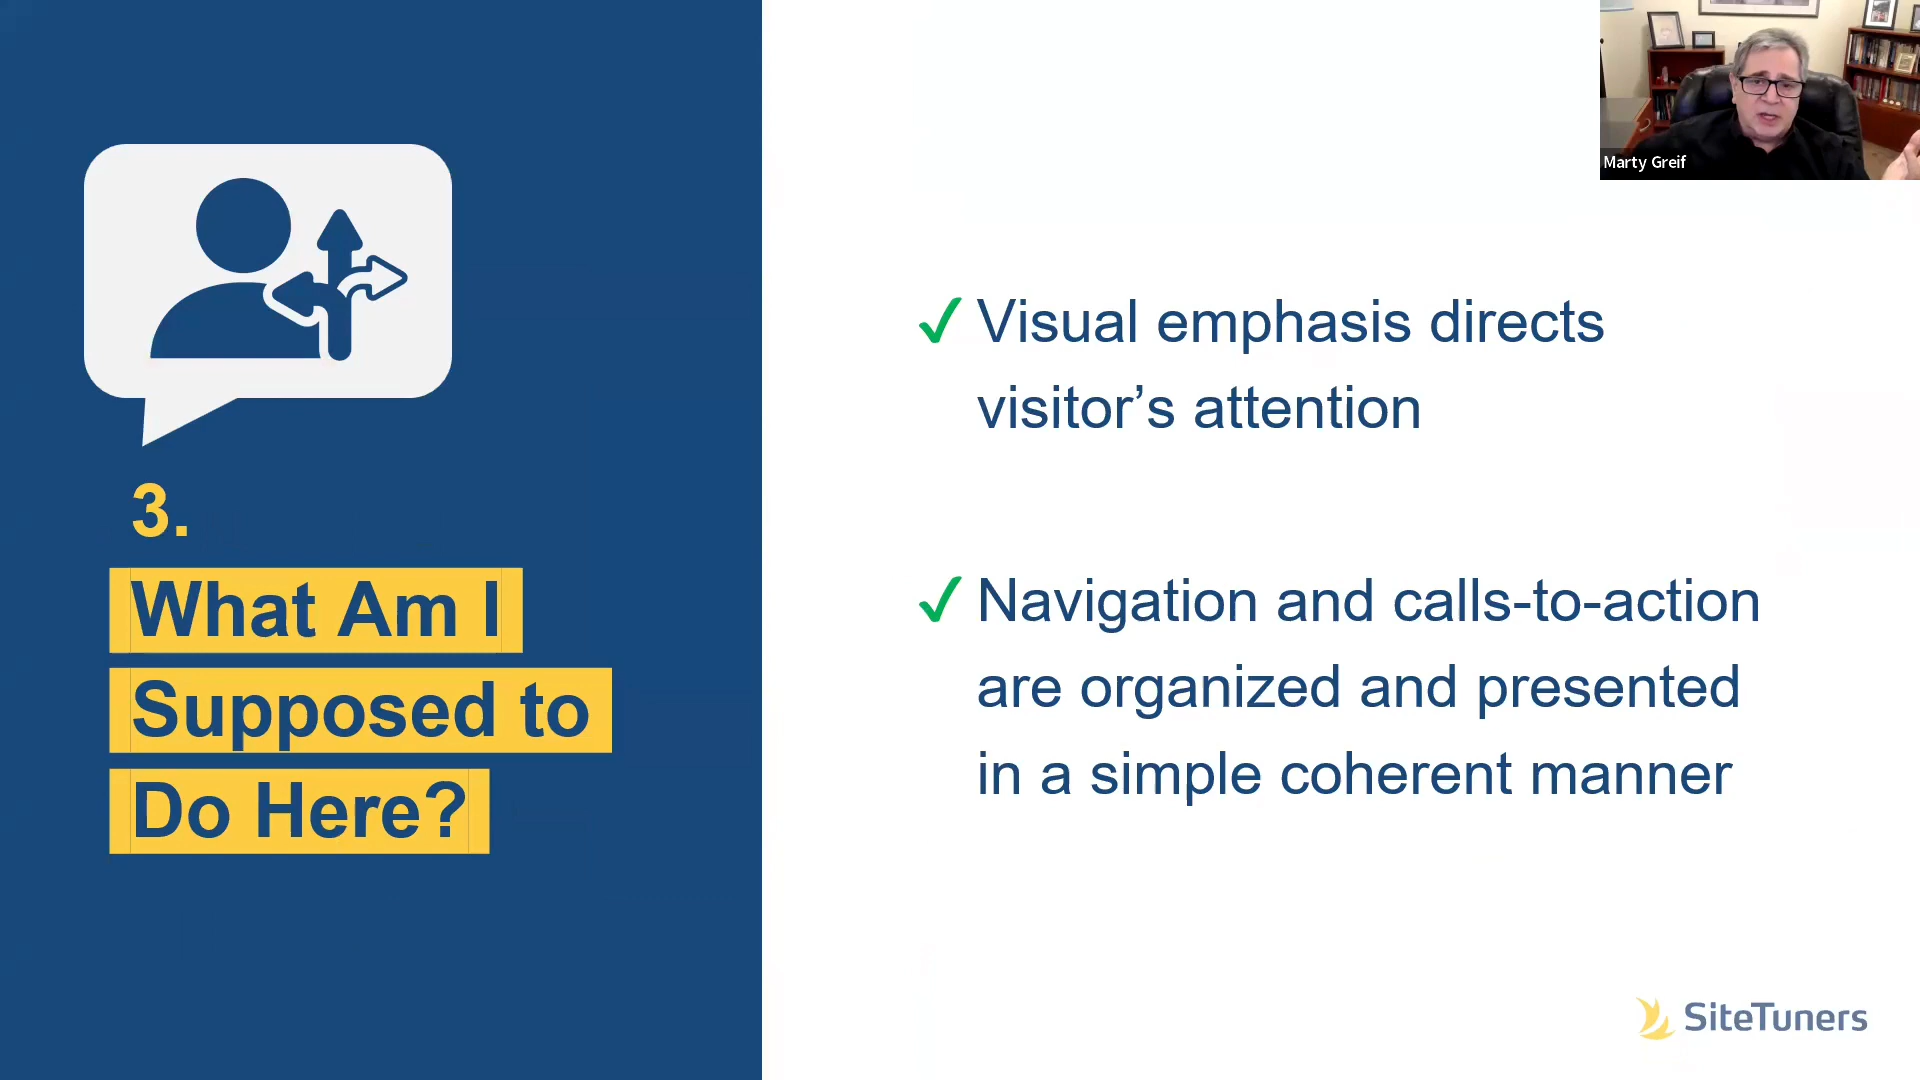 Marty Greif
3.
What Am I
Supposed to
Do Here?
✓ Visual emphasis directs
visitor’s attention
✓ Navigation and calls-to-action
are organized and presented
in a simple coherent manner
SiteTuners